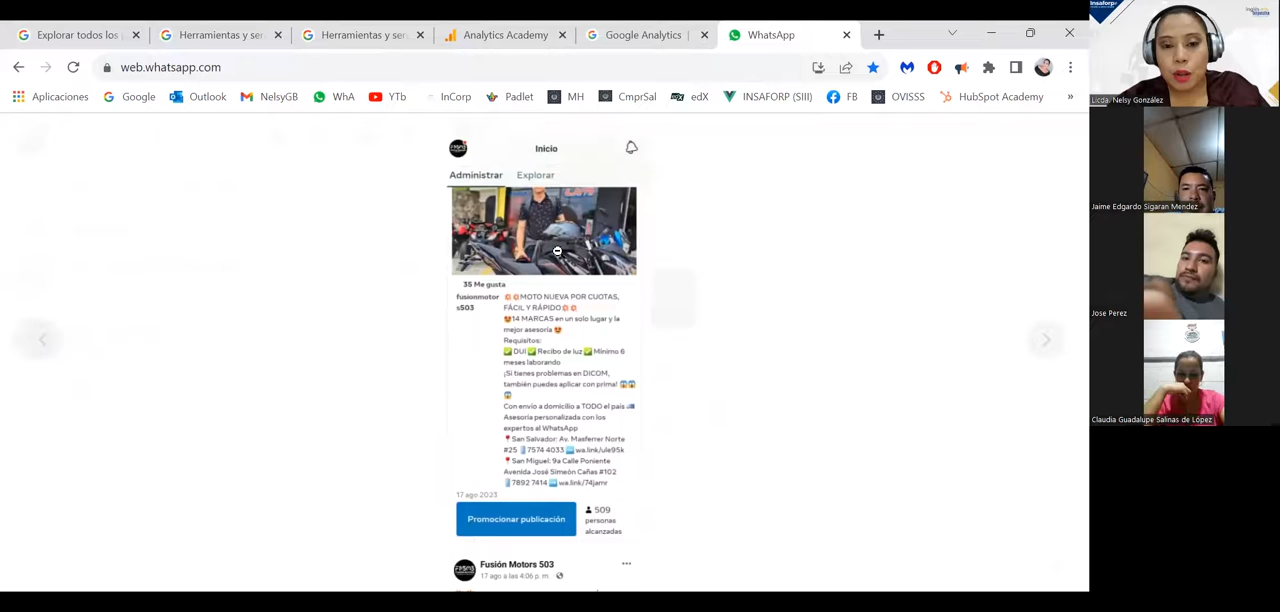 Explorar todos los
Herramientas y ser
Herramientas y ser
Analytics Academy
Google Analytics |
WhatsApp
web.whatsapp.com
Aplicaciones
Google
Outlook
NelsyGB
WhA
YTb
InCorp
Padlet
MH
CmprSal
edX
INSAFORP (SIII)
FB
OVISSS
HubSpot Academy
»
Inicio
Administrar
Explorar
35 Me gusta
fusionmotors503
💥💥MOTO NUEVA POR CUOTAS,
FÁCIL Y RÁPIDO💥💥
😍14 MARCAS en un solo lugar y la
mejor asesoría 😍
Requisitos:
✅ DUI ✅ Recibo de luz ✅ Mínimo 6
meses laborando
¡Si tienes problemas en DICOM,
también puedes aplicar con prima! 😱😱
😱
Con envío a domicilio a TODO el país 🇸🇻
Asesoría personalizada con los
expertos al WhatsApp
📍San Salvador: Av. Masferrer Norte
#25 📱7574 4033 wa.link/ule95k
📍San Miguel: 9a Calle Poniente
Avenida José Simeón Cañas #102
📱7892 7414 wa.link/74jamr
17 ago 2023
Promocionar publicación
509
personas
alcanzadas
Fusión Motors 503
17 ago a las 4:06 p. m.
Insaforp
Licda. Nelsy González
Jaime Edgardo Sigaran Mendez
Jose Perez
Claudia Guadalupe Salinas de López